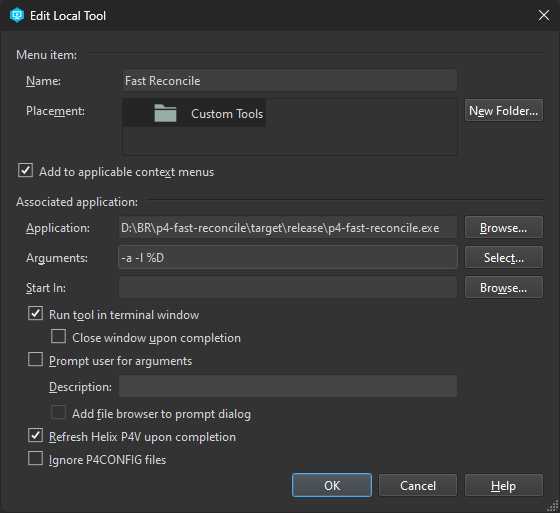 Edit Local Tool
Menu item:
Name: Fast Reconcile
Placement: Custom Tools New Folder...
Add to applicable context menus
Associated application:
Application: D:\BR\p4-fast-reconcile\target\release\p4-fast-reconcile.exe Browse...
Arguments: -a -l %D Select...
Start In: Browse...
Run tool in terminal window
Close window upon completion
Prompt user for arguments
Description:
Add file browser to prompt dialog
Refresh Helix P4V upon completion
Ignore P4CONFIG files
OK Cancel Help